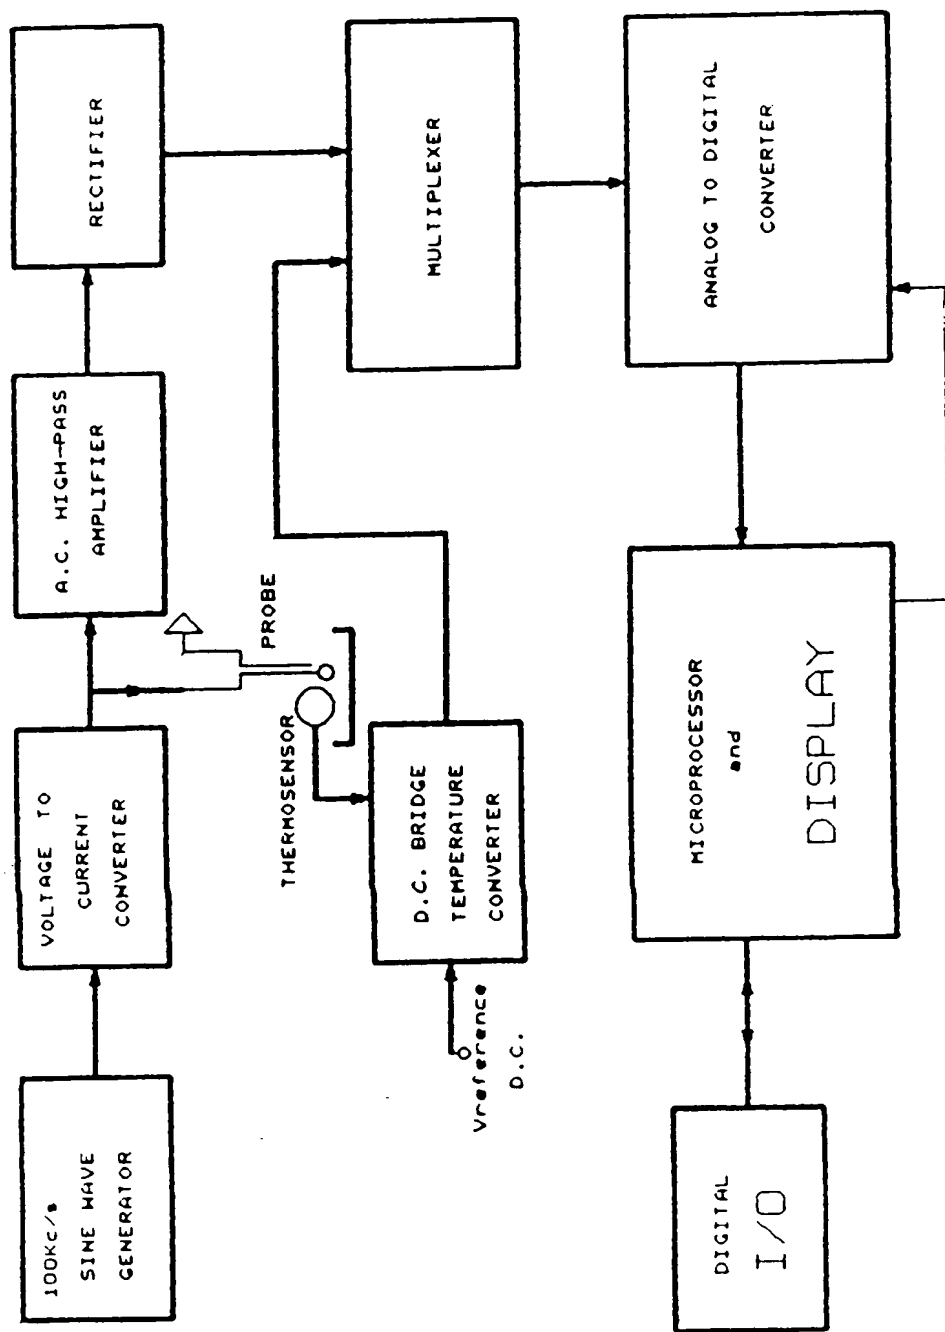 100Kc/s
SINE WAVE
GENERATOR
VOLTAGE TO
CURRENT
CONVERTER
A.C. HIGH-PASS
AMPLIFIER
RECTIFIER
PROBE
THERMOSENSOR
Vreference
D.C.
D.C. BRIDGE
TEMPERATURE
CONVERTER
MULTIPLEXER
ANALOG TO DIGITAL
CONVERTER
MICROPROCESSOR
and
DISPLAY
DIGITAL
I/O